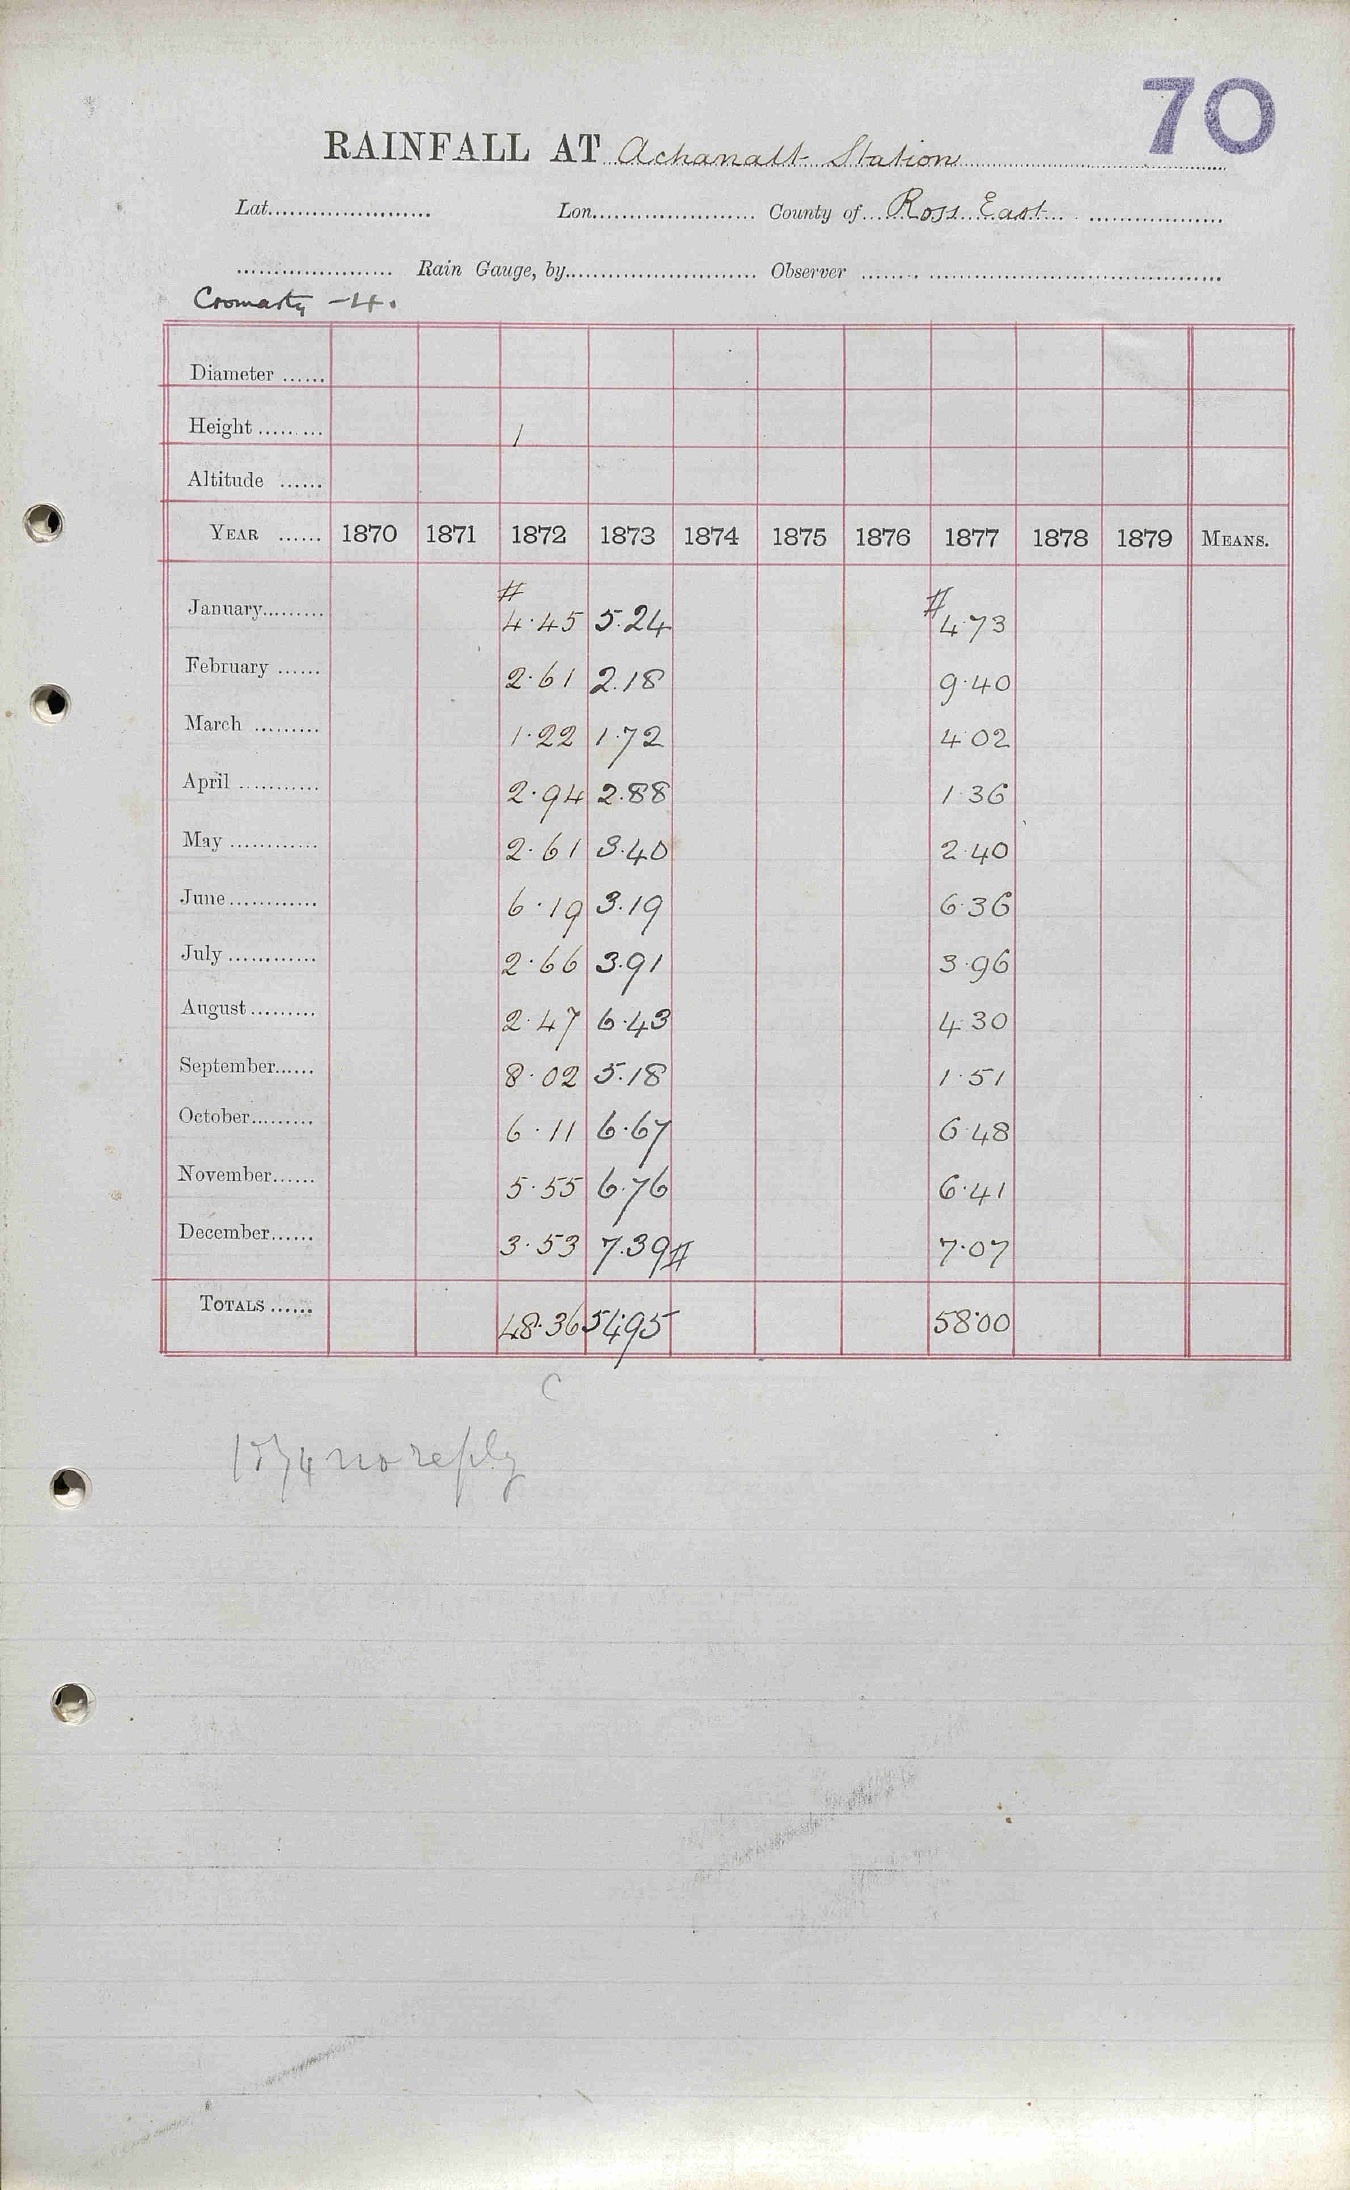 70
RAINFALL AT Achanalt Station
Lat. Lon. County of Ross East
Rain Gauge, by Observer
Cromarty - 4.
Diameter
Height 1
Altitude
YEAR 1870 1871 1872 1873 1874 1875 1876 1877 1878 1879 MEANS.
January # 4.45 5.24 # 4.73
February 2.61 2.18 9.40
March 1.22 1.72 4.02
April 2.94 2.88 1.36
May 2.61 3.40 2.40
June 6.19 3.19 6.36
July 2.66 3.91 3.96
August 2.47 6.43 4.30
September 8.02 5.18 1.51
October 6.11 6.67 6.48
November 5.55 6.76 6.41
December 3.53 7.39 # 7.07
TOTALS 48.36 54.95 58.00
C
1874 no reply